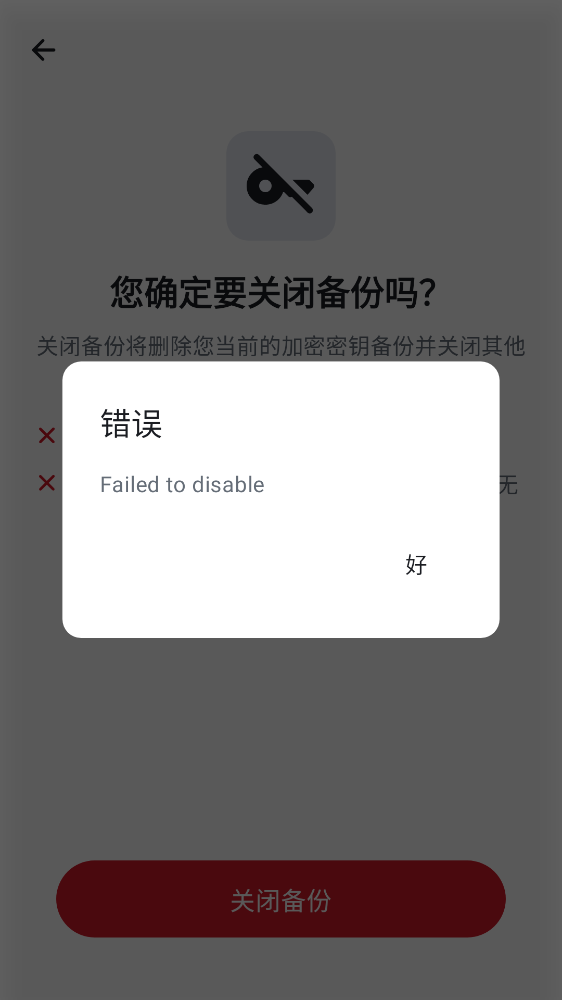 您确定要关闭备份吗?
关闭备份将删除您当前的加密密钥备份并关闭其他
错误
Failed to disable
无
好
关闭备份